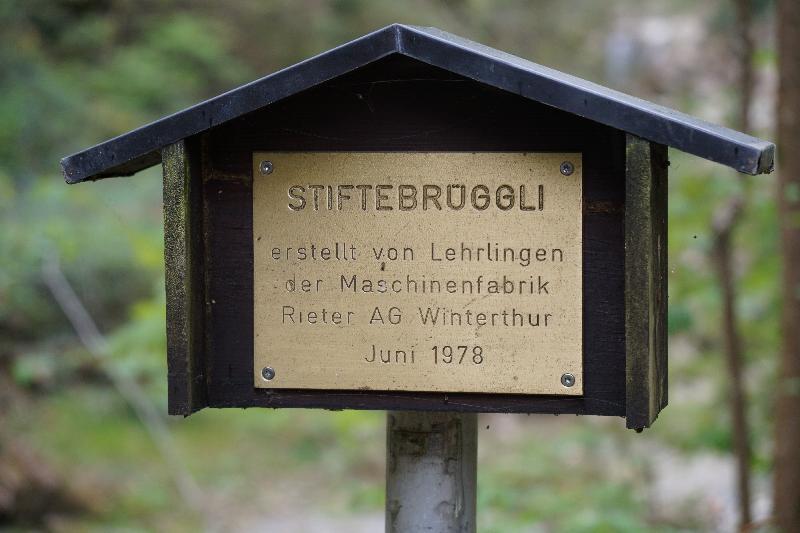 STIFTEBRÜGGLI
erstellt von Lehrlingen
der Maschinenfabrik
Rieter AG Winterthur
Juni 1978